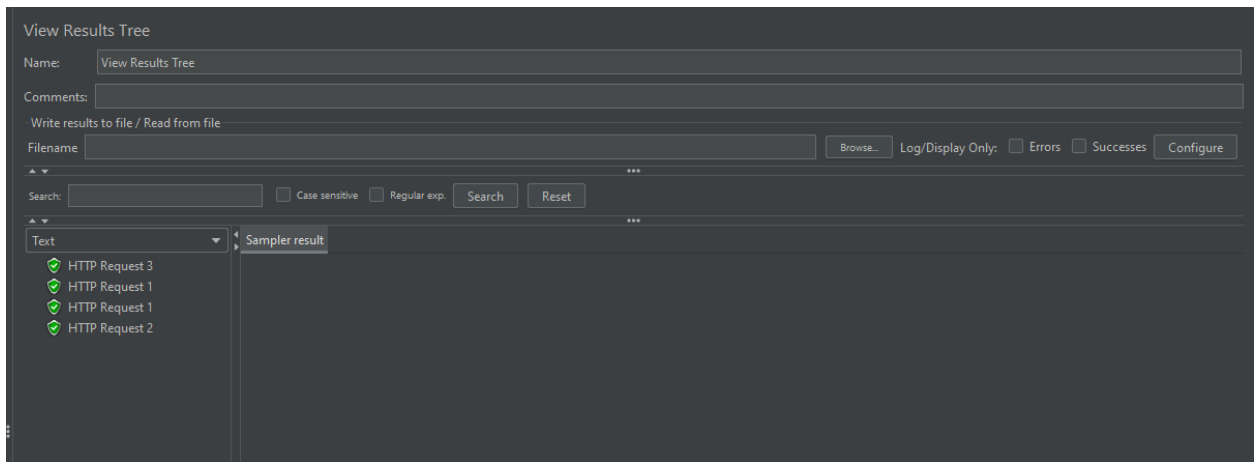 View Results Tree
Name: View Results Tree
Comments:
Write results to file / Read from file
Filename Browse... Log/Display Only: Errors Successes Configure
Search: Case sensitive Regular exp. Search Reset
Text Sampler result
HTTP Request 3
HTTP Request 1
HTTP Request 1
HTTP Request 2